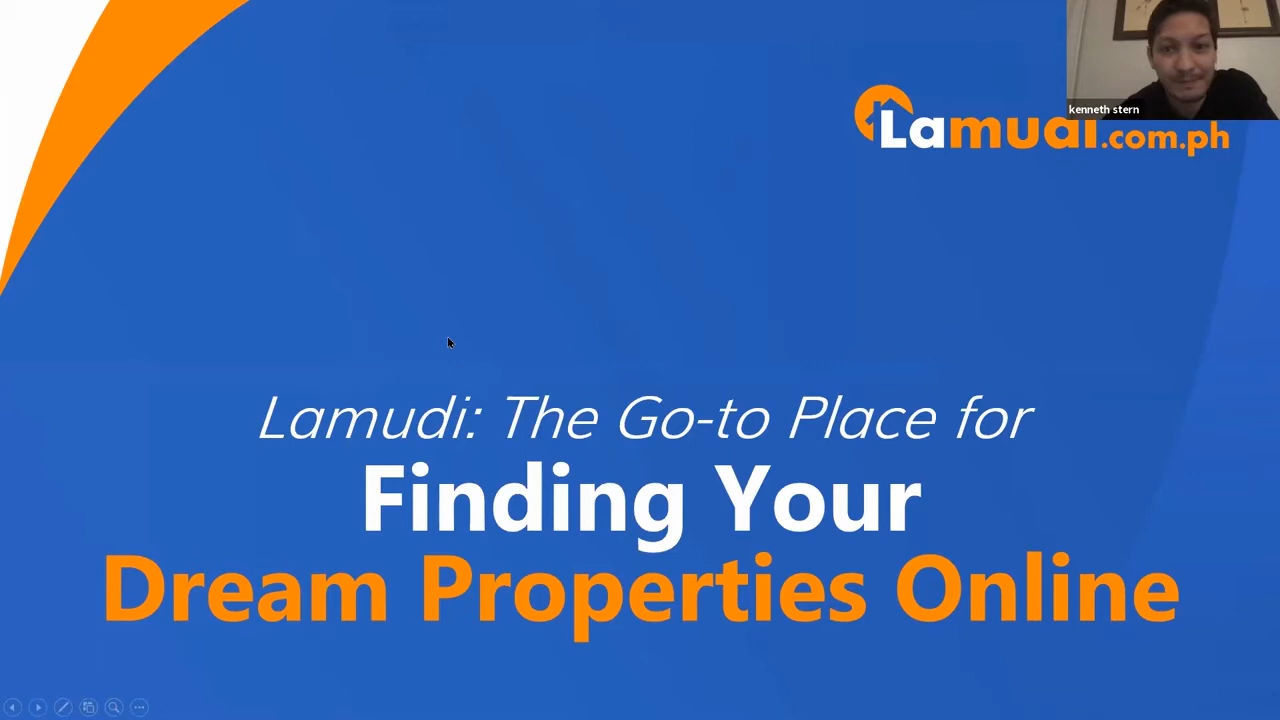 kenneth stern
Lamudi.com.ph
Lamudi: The Go-to Place for
Finding Your
Dream Properties Online